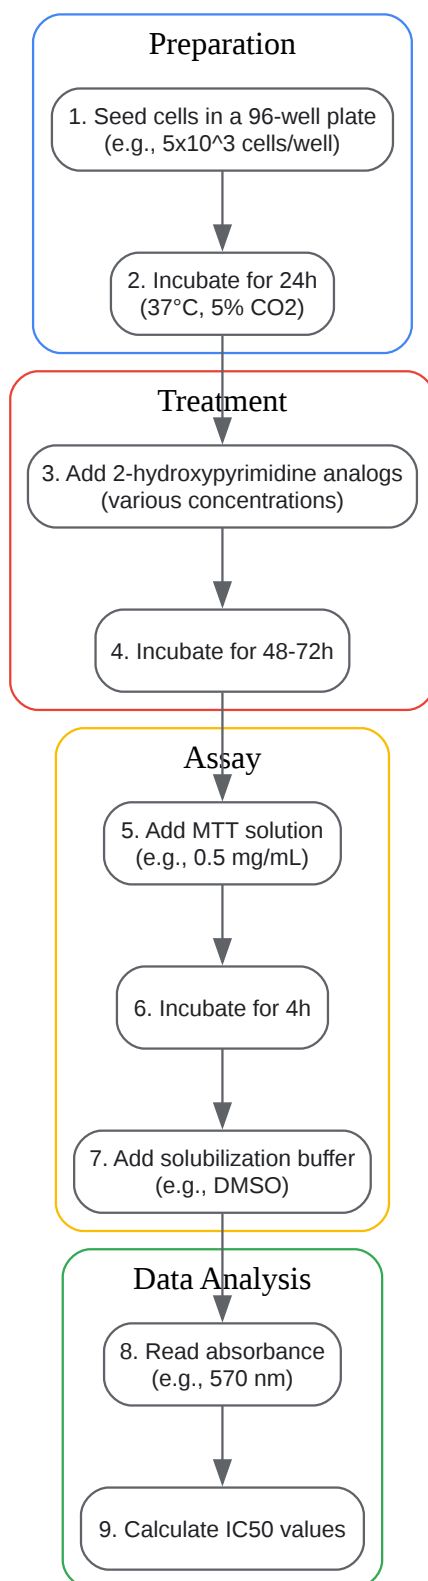 Preparation
1. Seed cells in a 96-well plate
(e.g., 5x10^3 cells/well)
2. Incubate for 24h
(37°C, 5% CO2)
Treatment
3. Add 2-hydroxypyrimidine analogs
(various concentrations)
4. Incubate for 48-72h
Assay
5. Add MTT solution
(e.g., 0.5 mg/mL)
6. Incubate for 4h
7. Add solubilization buffer
(e.g., DMSO)
Data Analysis
8. Read absorbance
(e.g., 570 nm)
9. Calculate IC50 values